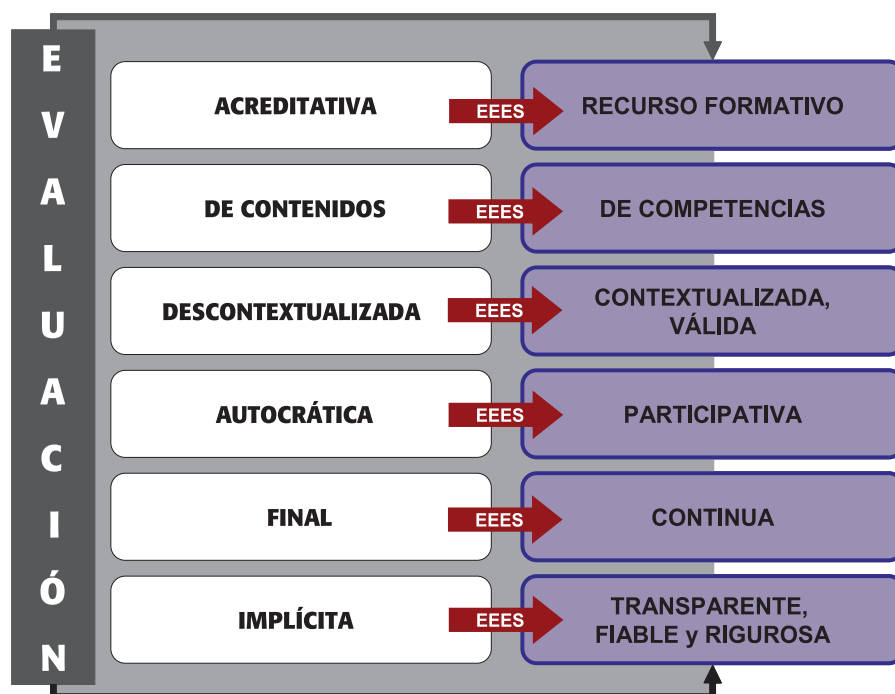 EVALUACIÓN
ACREDITATIVA
EEES
RECURSO FORMATIVO
DE CONTENIDOS
EEES
DE COMPETENCIAS
DESCONTEXTUALIZADA
EEES
CONTEXTUALIZADA,
VÁLIDA
AUTOCRÁTICA
EEES
PARTICIPATIVA
FINAL
EEES
CONTINUA
IMPLÍCITA
EEES
TRANSPARENTE,
FIABLE y RIGUROSA